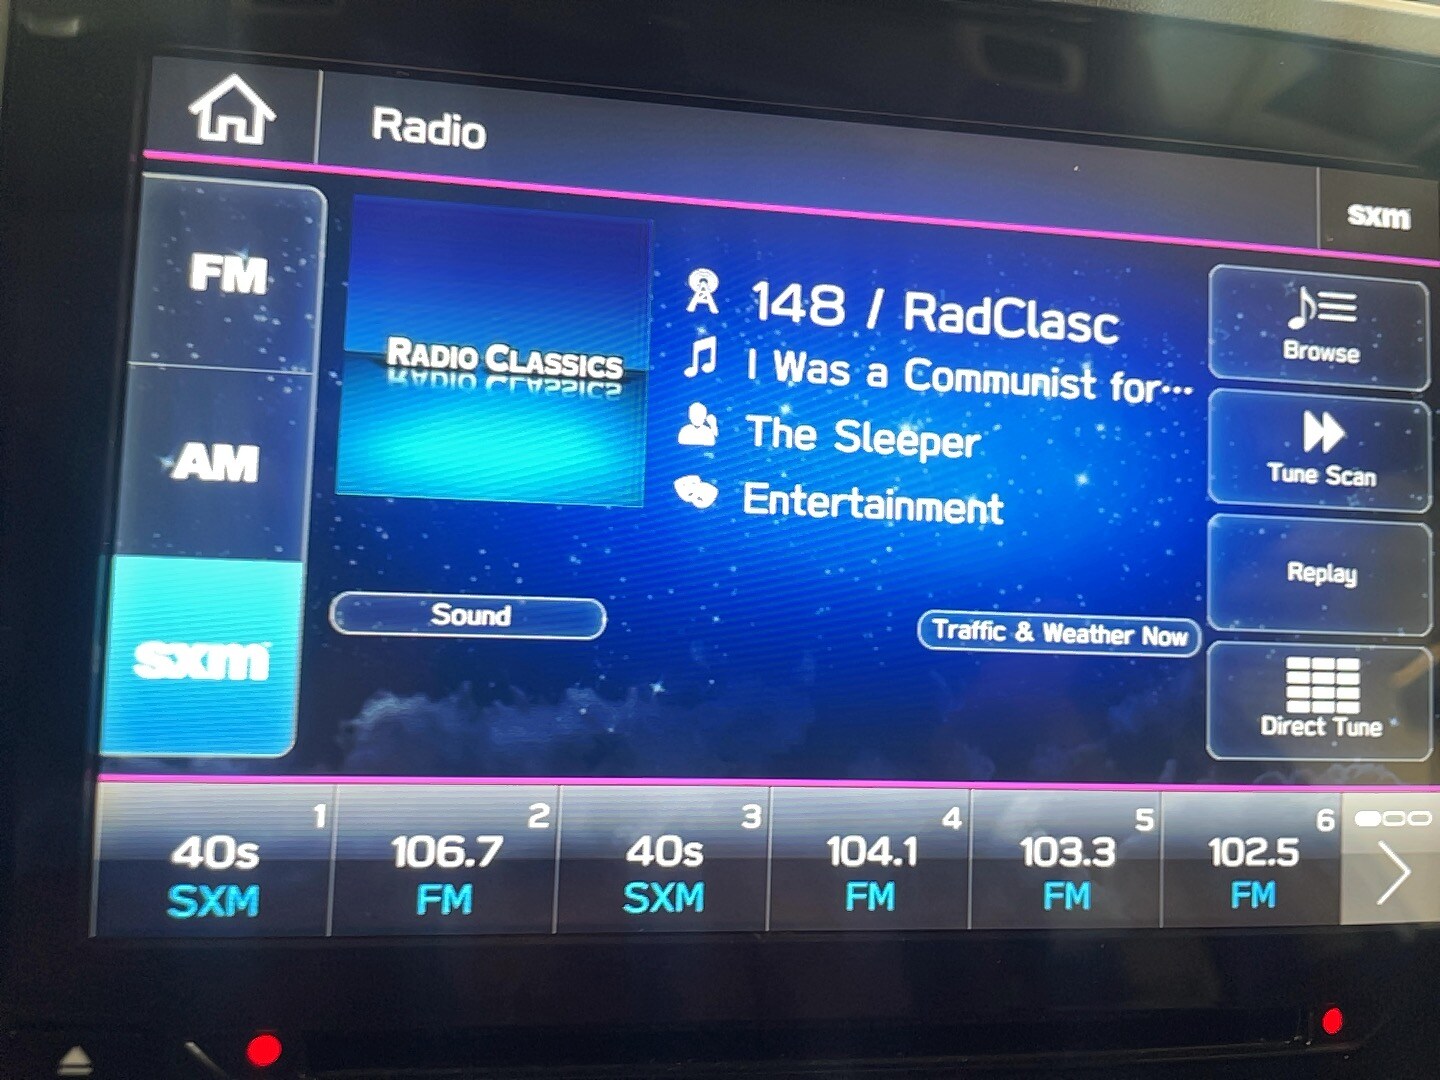 Radio
sxm
FM
AM
sxm
RADIO CLASSICS
148 / RadClasc
I Was a Communist for…
The Sleeper
Entertainment
Sound
Traffic & Weather Now
Browse
Tune Scan
Replay
Direct Tune
1
40s
SXM
2
106.7
FM
3
40s
SXM
4
104.1
FM
5
103.3
FM
6
102.5
FM